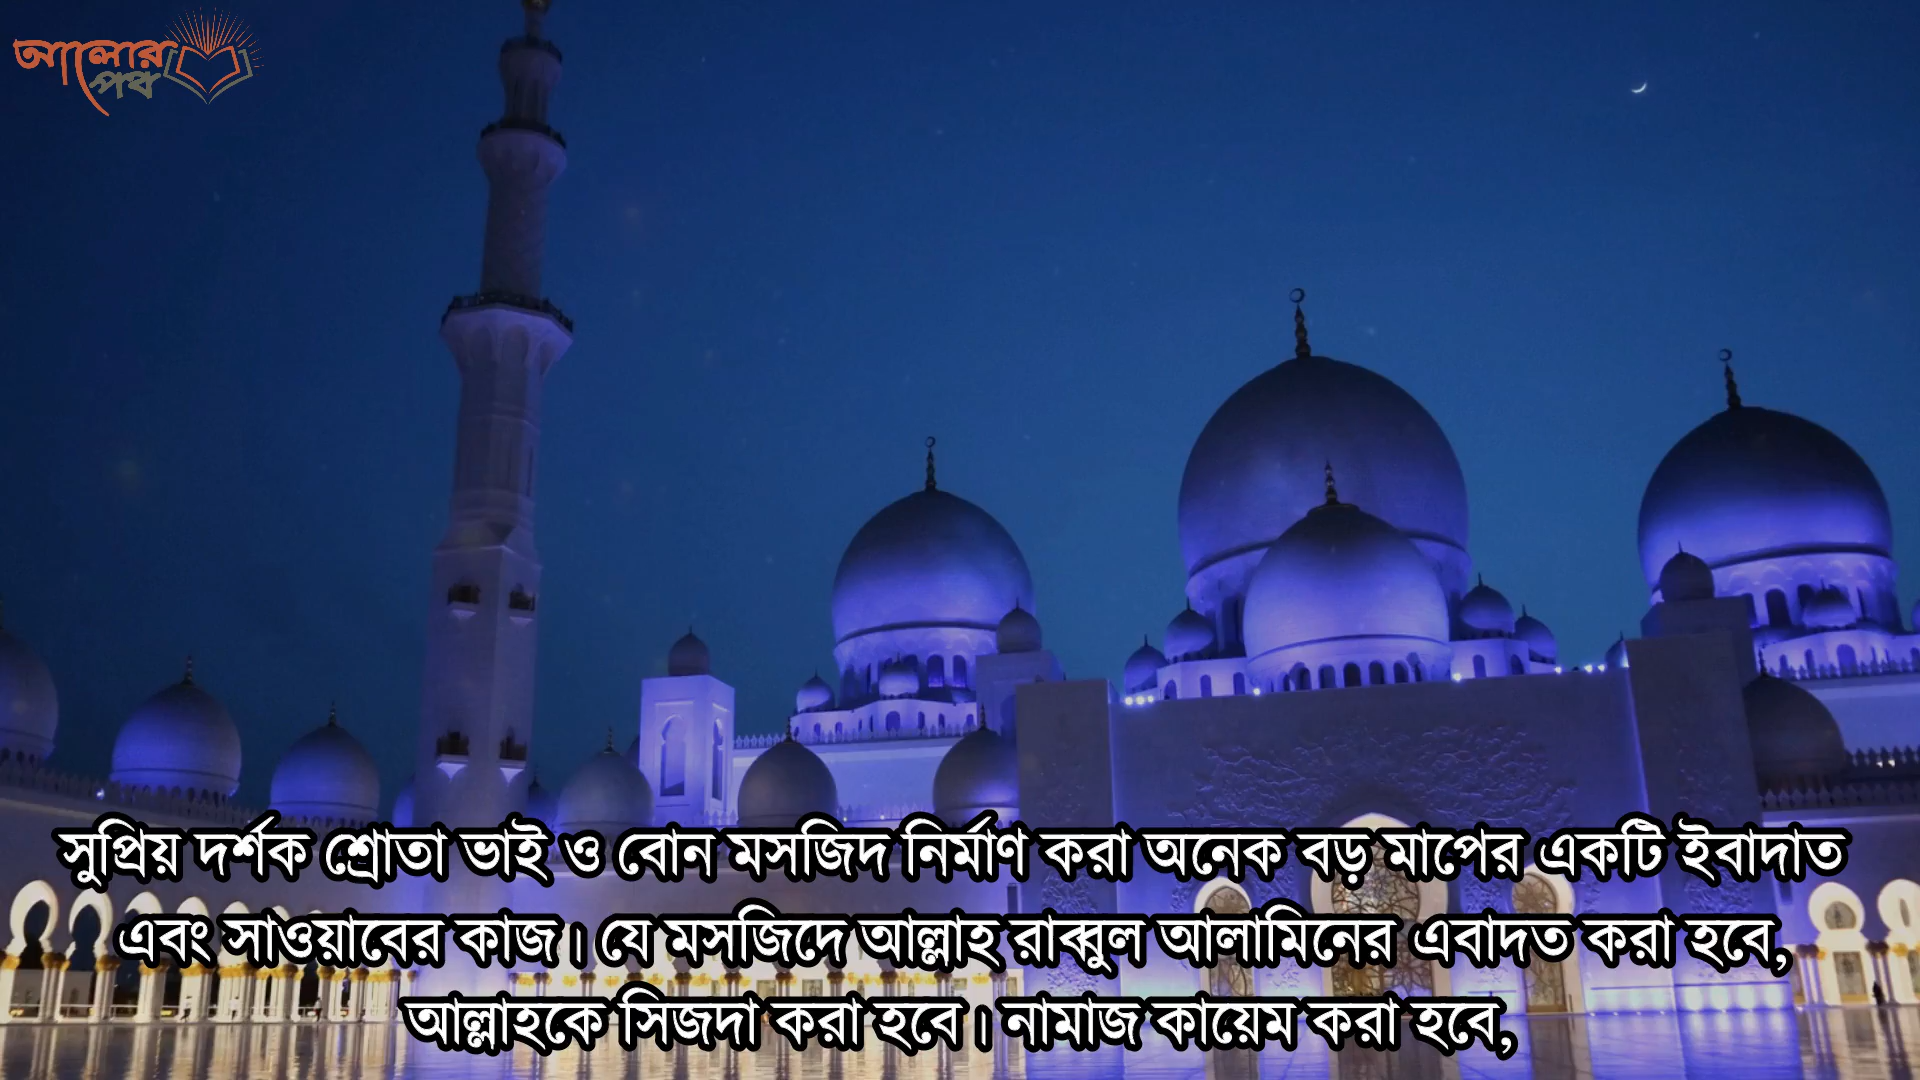 আলোর
পথ
সুপ্রিয় দর্শক শ্রোতা ভাই ও বোন মসজিদ নির্মাণ করা অনেক বড় মাপের একটি ইবাদাত
এবং সাওয়াবের কাজ। যে মসজিদে আল্লাহ রাব্বুল আলামিনের এবাদত করা হবে,
আল্লাহকে সিজদা করা হবে। নামাজ কায়েম করা হবে,